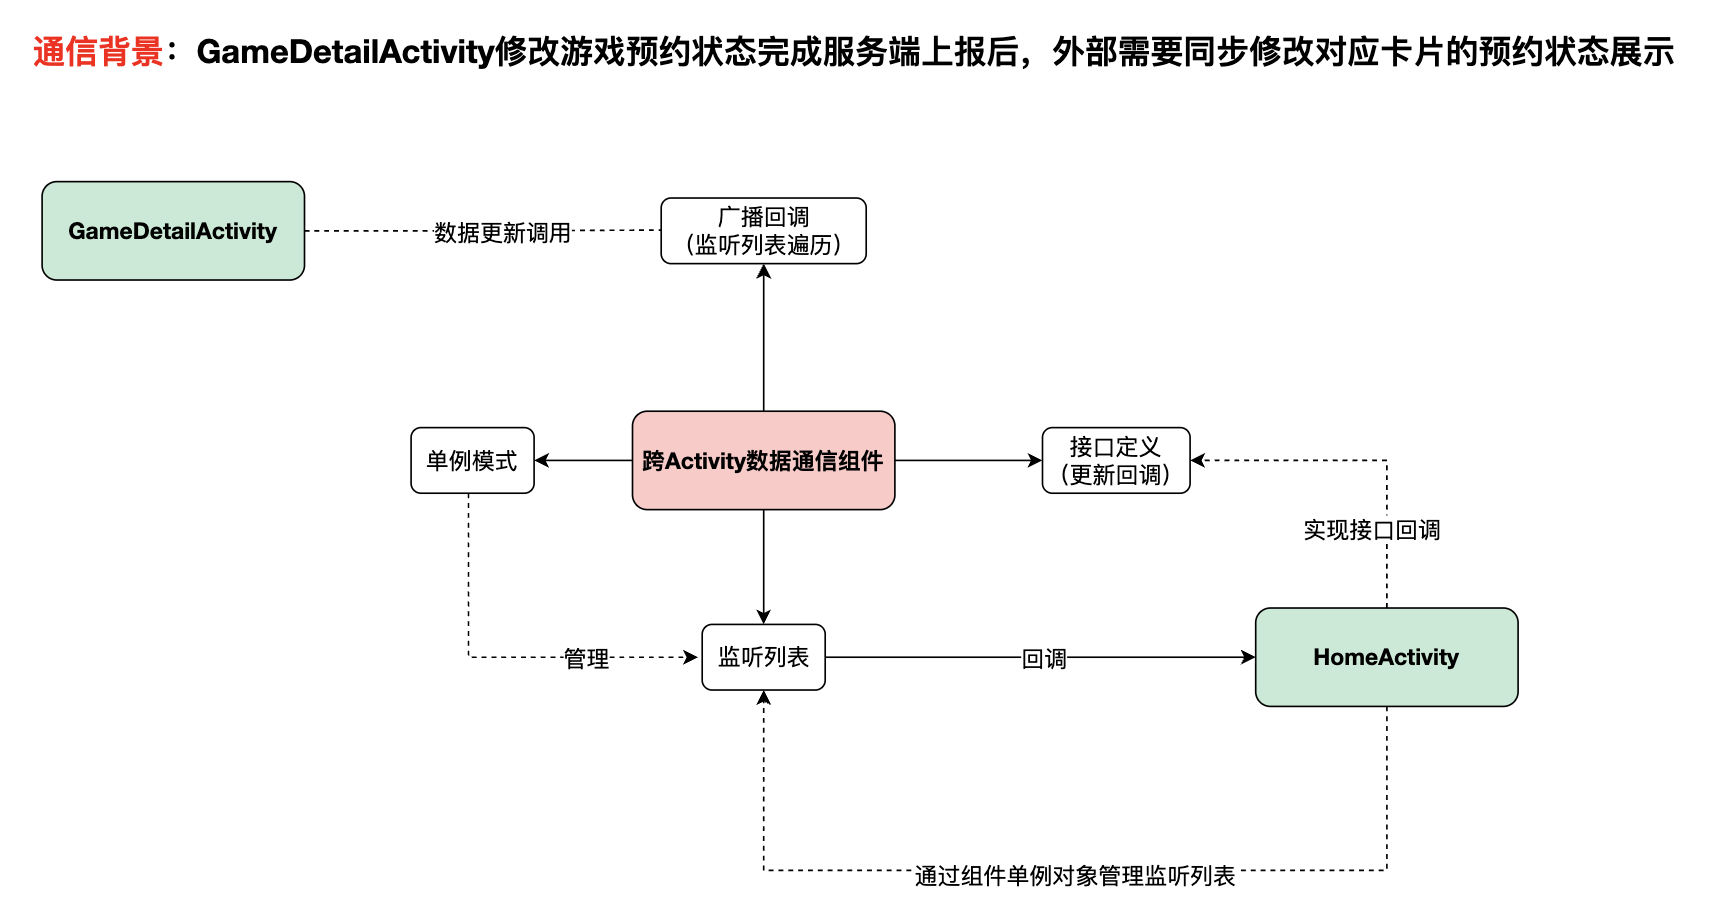 通信背景：GameDetailActivity修改游戏预约状态完成服务端上报后，外部需要同步修改对应卡片的预约状态展示
GameDetailActivity
数据更新调用
广播回调
（监听列表遍历）
单例模式
跨Activity数据通信组件
接口定义
（更新回调）
实现接口回调
管理
监听列表
回调
HomeActivity
通过组件单例对象管理监听列表